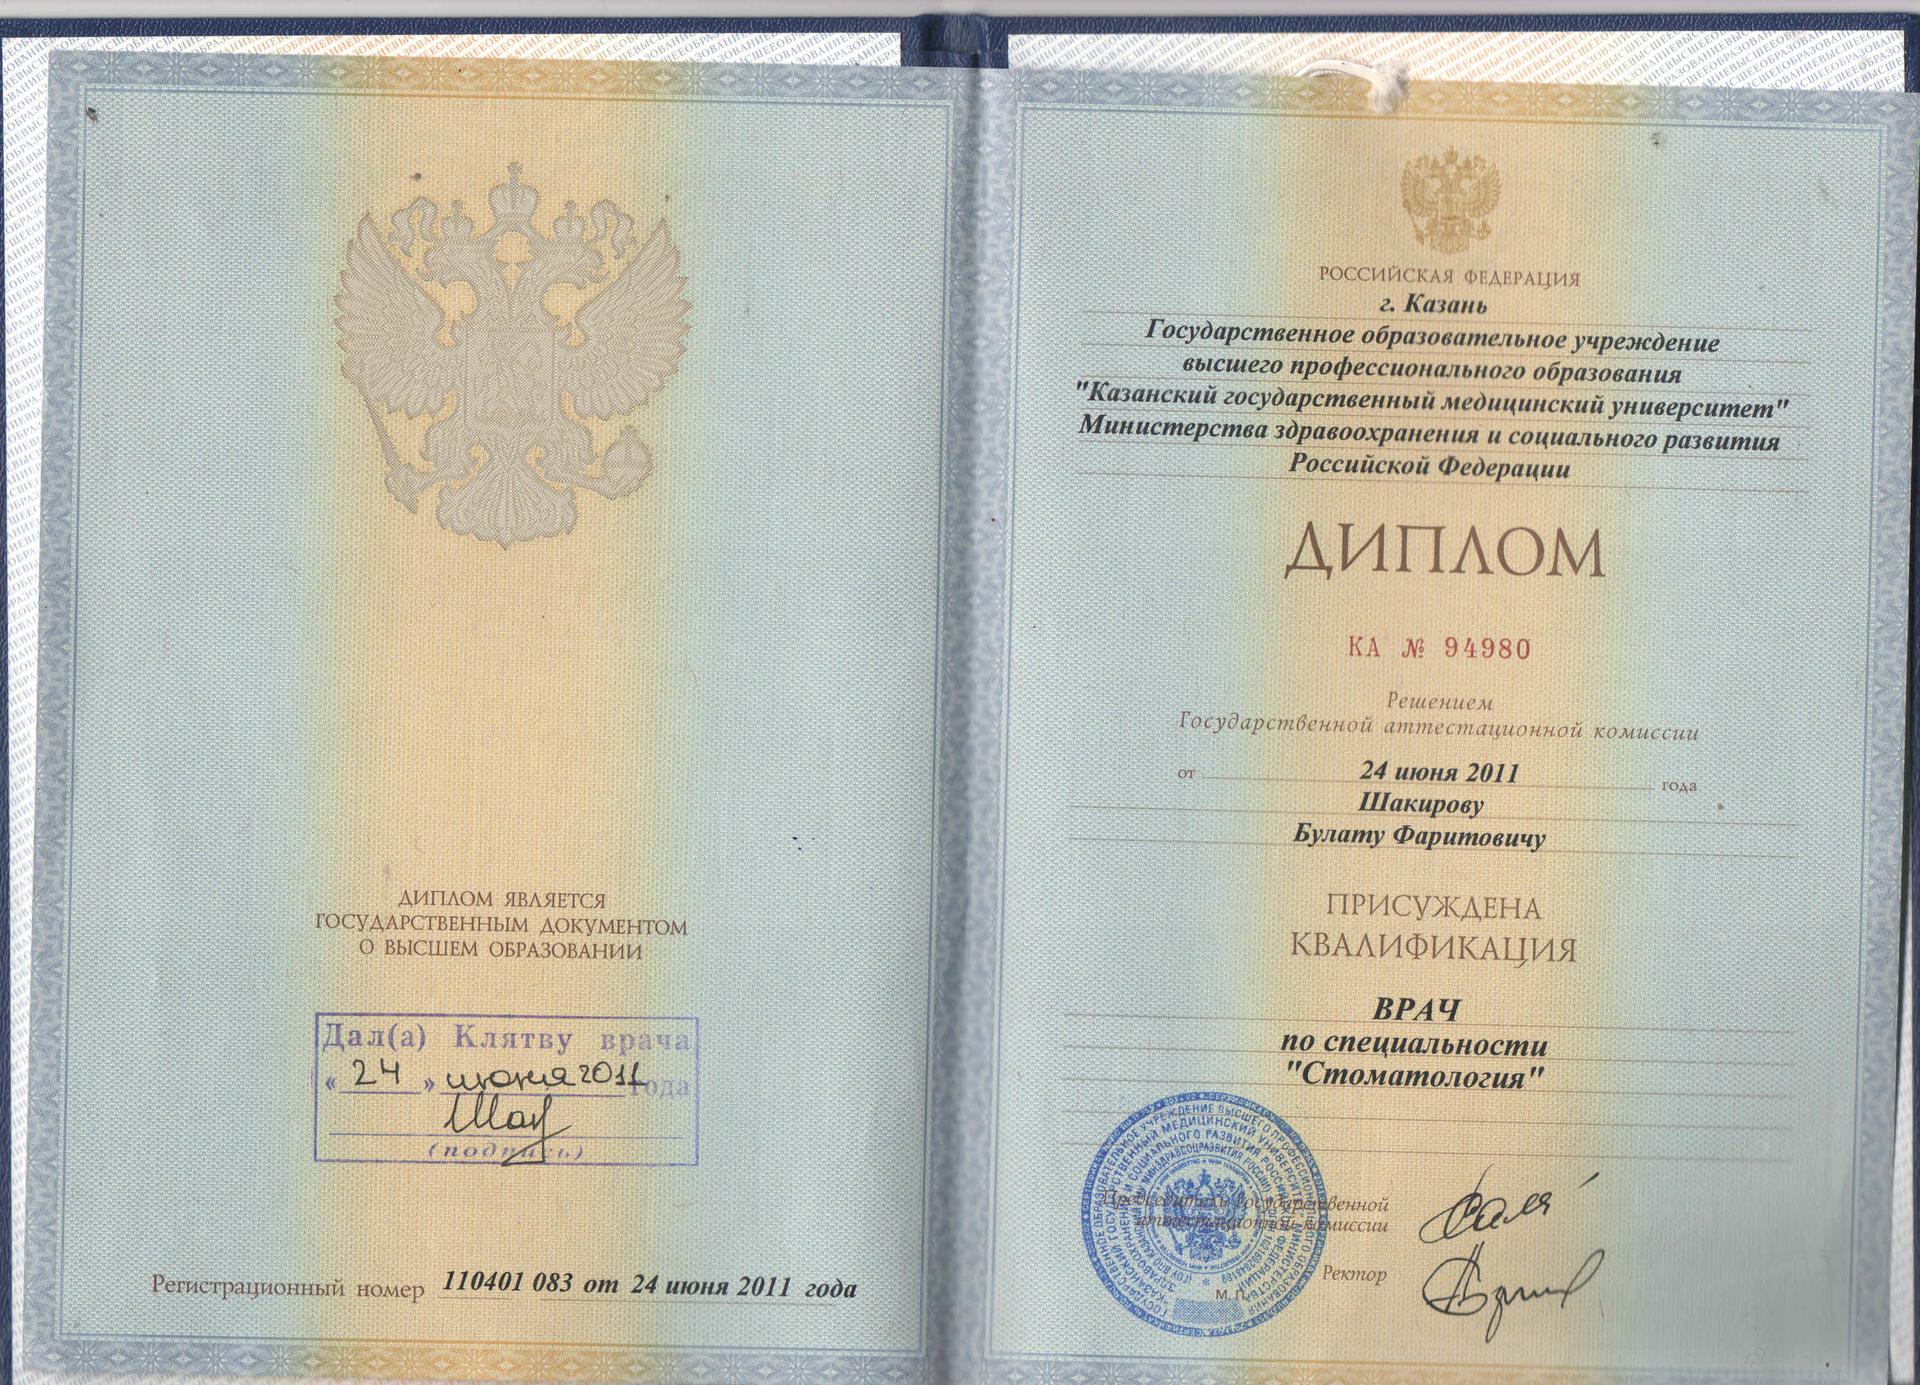 ДИПЛОМ ЯВЛЯЕТСЯ
ГОСУДАРСТВЕННЫМ ДОКУМЕНТОМ
О ВЫСШЕМ ОБРАЗОВАНИИ
Дал(а) Клятву врача
« 24 » июня 2011 года
(подпись)
Регистрационный номер 110401 083 от 24 июня 2011 года
РОССИЙСКАЯ ФЕДЕРАЦИЯ
г. Казань
Государственное образовательное учреждение
высшего профессионального образования
"Казанский государственный медицинский университет"
Министерства здравоохранения и социального развития
Российской Федерации
ДИПЛОМ
КА № 94980
Решением
Государственной аттестационной комиссии
от 24 июня 2011 года
Шакирову
Булату Фаритовичу
ПРИСУЖДЕНА
КВАЛИФИКАЦИЯ
ВРАЧ
по специальности
"Стоматология"
Председатель Государственной
аттестационной комиссии
Ректор
М. П.